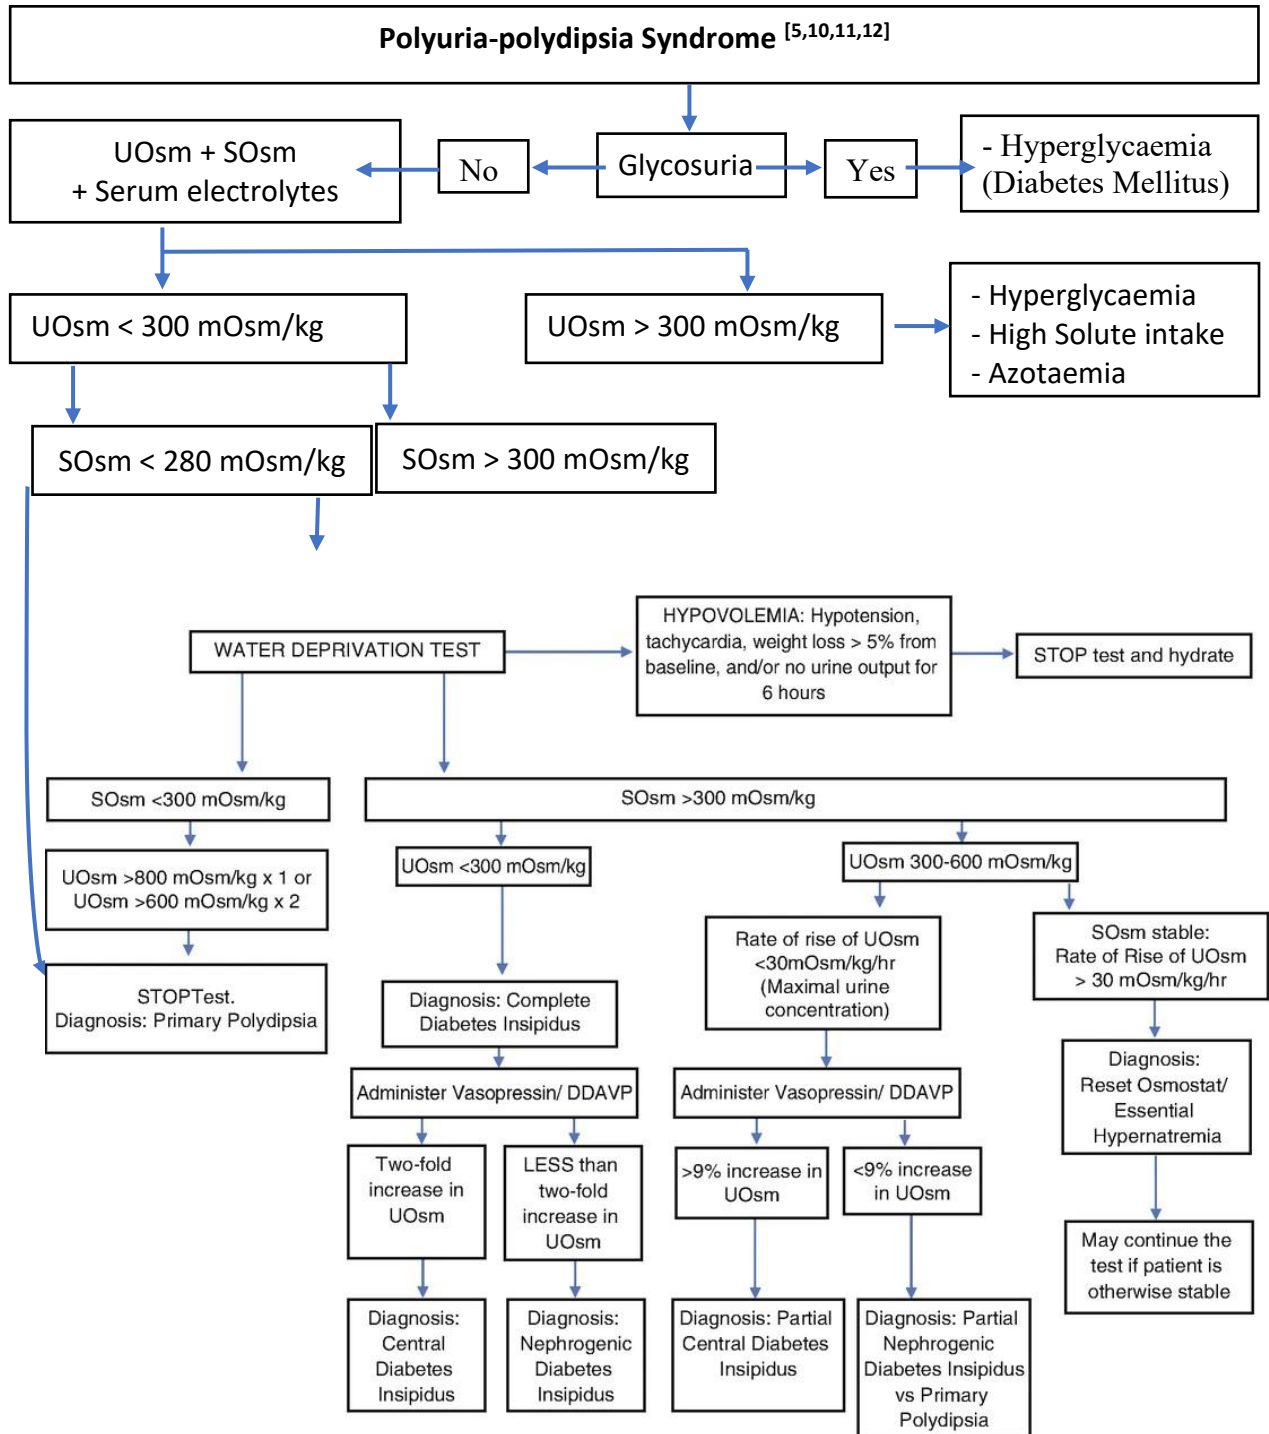 Polyuria-polydipsia Syndrome [5,10,11,12]
UOsm + SOsm
+ Serum electrolytes
No
Glycosuria
Yes
- Hyperglycaemia
(Diabetes Mellitus)
UOsm < 300 mOsm/kg
UOsm > 300 mOsm/kg
- Hyperglycaemia
- High Solute intake
- Azotaemia
SOsm < 280 mOsm/kg
SOsm > 300 mOsm/kg
WATER DEPRIVATION TEST
HYPOVOLEMIA: Hypotension,
tachycardia, weight loss > 5% from
baseline, and/or no urine output for
6 hours
STOP test and hydrate
SOsm <300 mOsm/kg
SOsm >300 mOsm/kg
UOsm >800 mOsm/kg x 1 or
UOsm >600 mOsm/kg x 2
UOsm <300 mOsm/kg
UOsm 300-600 mOsm/kg
STOPTest.
Diagnosis: Primary Polydipsia
Diagnosis: Complete
Diabetes Insipidus
Rate of rise of UOsm
<30mOsm/kg/hr
(Maximal urine
concentration)
SOsm stable:
Rate of Rise of UOsm
> 30 mOsm/kg/hr
Administer Vasopressin/ DDAVP
Administer Vasopressin/ DDAVP
Diagnosis:
Reset Osmostat/
Essential
Hypernatremia
Two-fold
increase in
UOsm
LESS than
two-fold
increase in
UOsm
>9% increase in
UOsm
<9% increase
in UOsm
May continue the
test if patient is
otherwise stable
Diagnosis:
Central
Diabetes
Insipidus
Diagnosis:
Nephrogenic
Diabetes
Insipidus
Diagnosis: Partial
Central Diabetes
Insipidus
Diagnosis: Partial
Nephrogenic
Diabetes Insipidus
vs Primary
Polydipsia